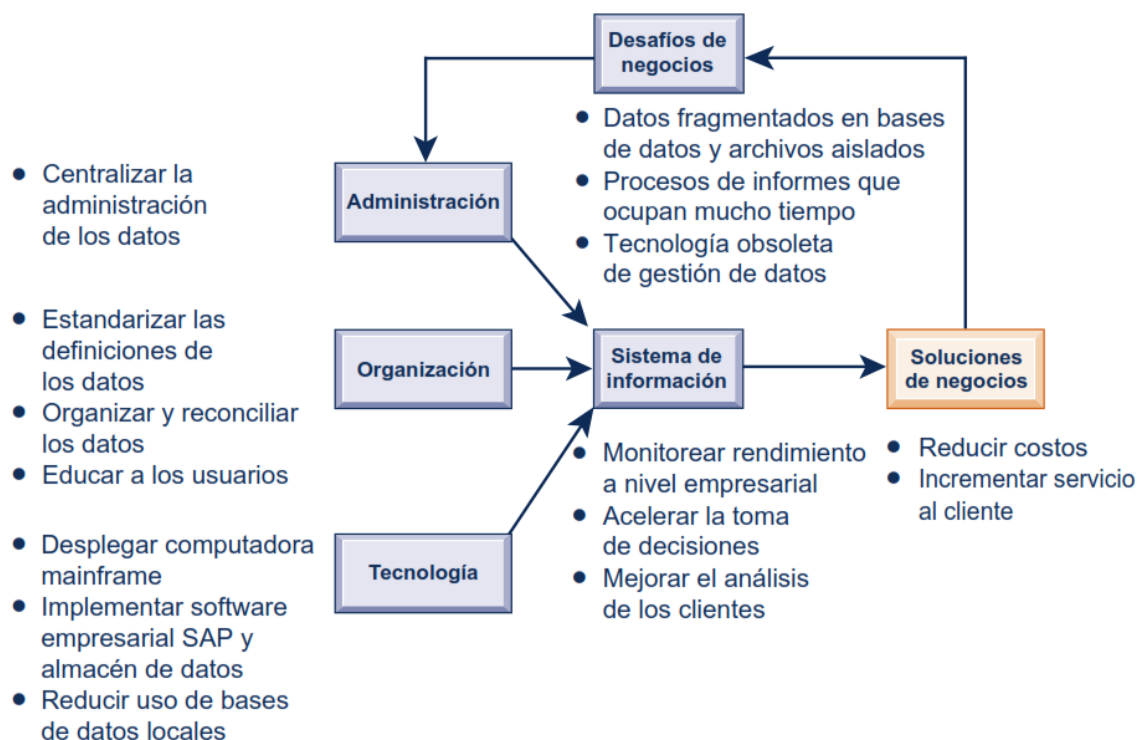 Desafíos de
negocios
Datos fragmentados en bases
de datos y archivos aislados
Procesos de informes que
ocupan mucho tiempo
Tecnología obsoleta
de gestión de datos
Centralizar la
administración
de los datos
Administración
Estandarizar las
definiciones de
los datos
Organizar y reconciliar
los datos
Educar a los usuarios
Organización
Sistema de
información
Soluciones
de negocios
Monitorear rendimiento
a nivel empresarial
Acelerar la toma
de decisiones
Mejorar el análisis
de los clientes
Reducir costos
Incrementar servicio
al cliente
Desplegar computadora
mainframe
Implementar software
empresarial SAP y
almacén de datos
Reducir uso de bases
de datos locales
Tecnología